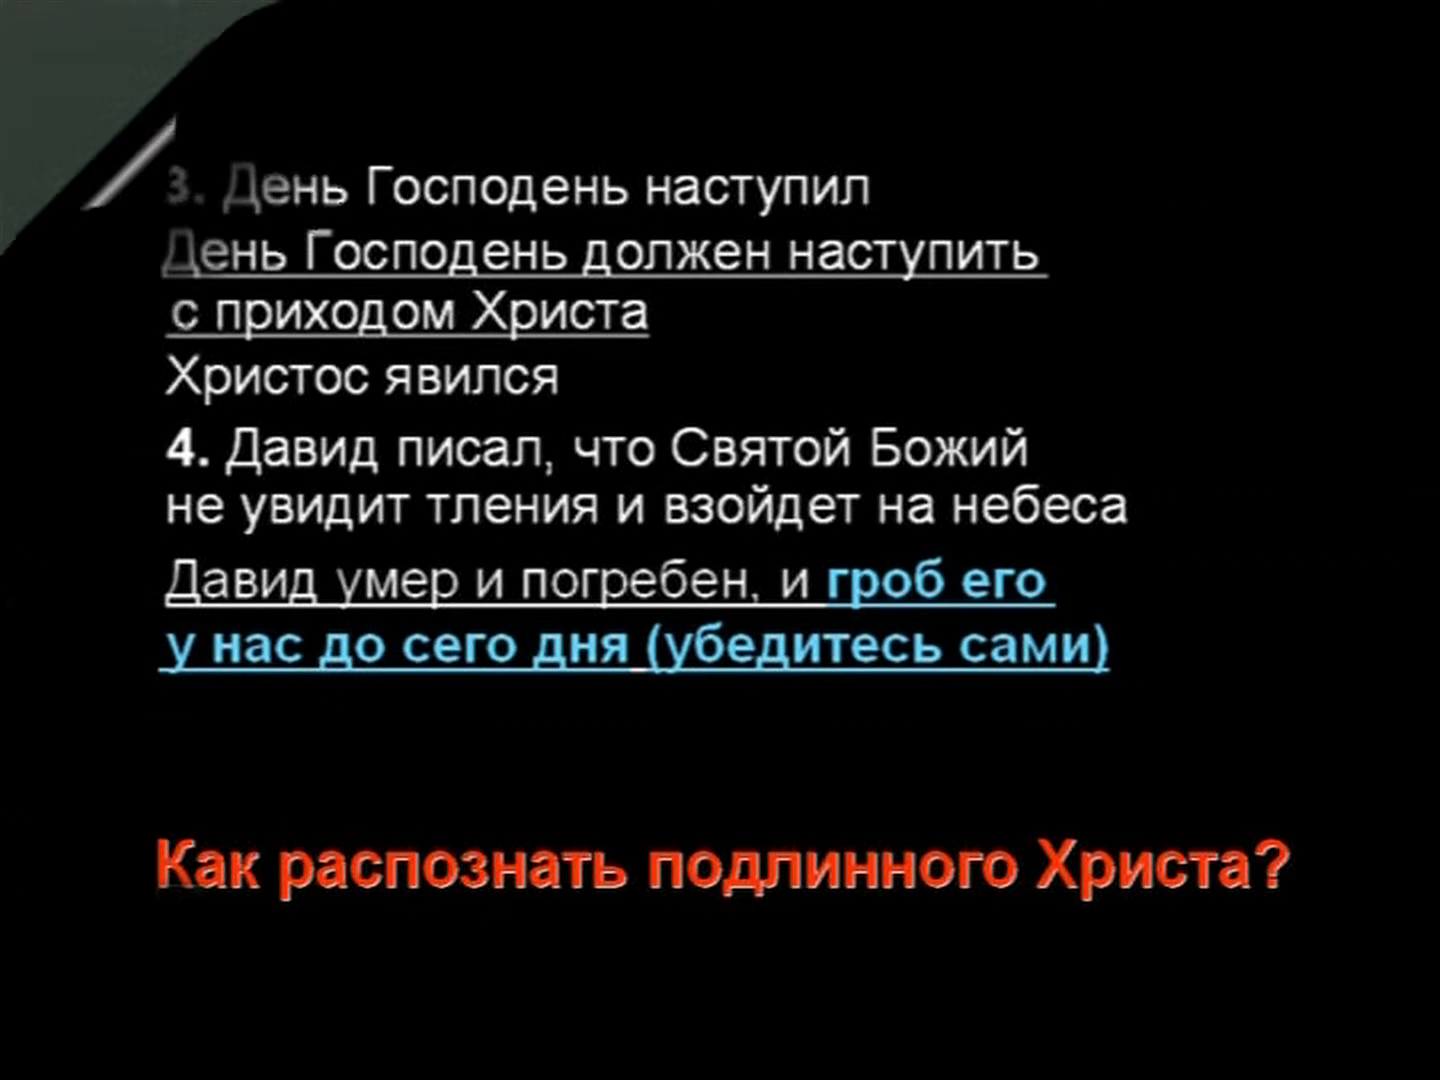 3. День Господень наступил
День Господень должен наступить
с приходом Христа
Христос явился
4. Давид писал, что Святой Божий
не увидит тления и взойдет на небеса
Давид умер и погребен, и гроб его
у нас до сего дня (убедитесь сами)
Как распознать подлинного Христа?